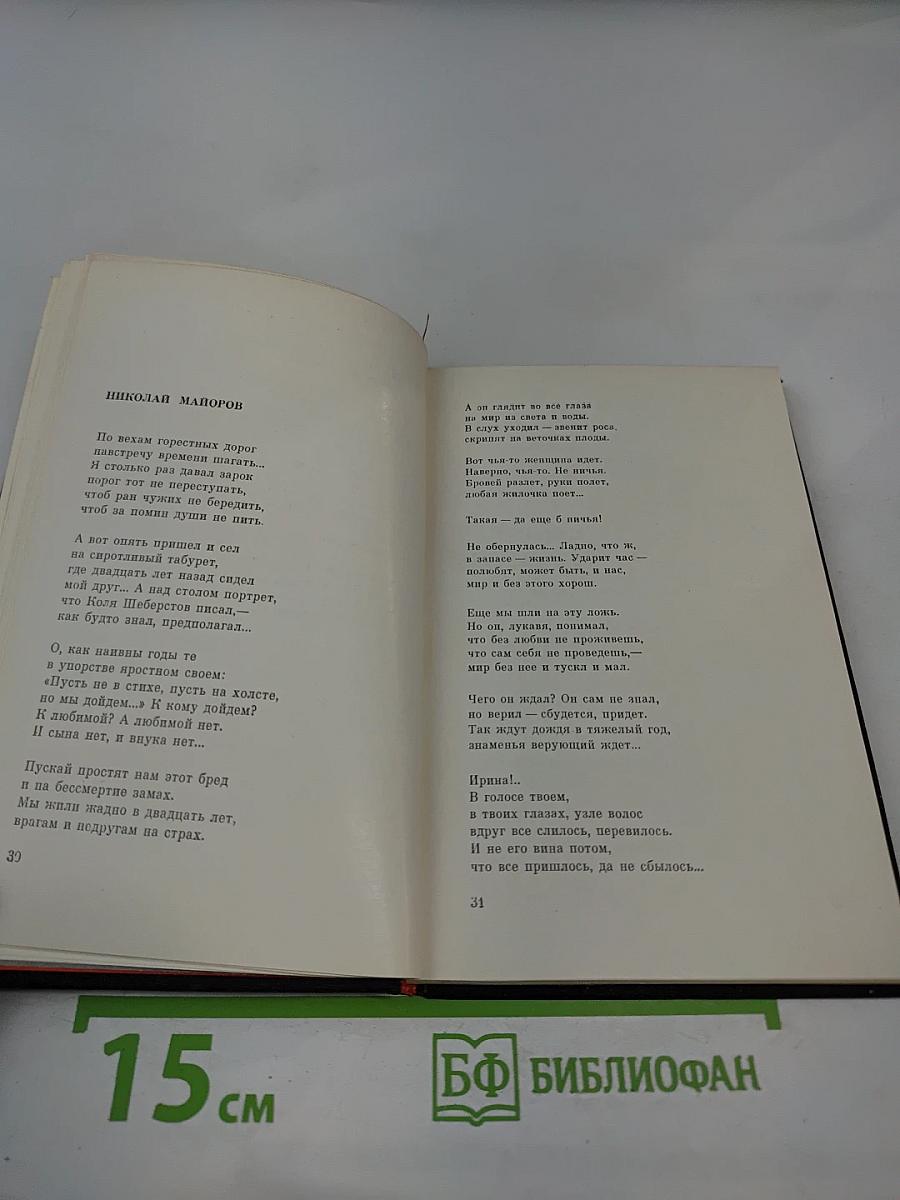 НИКОЛАЙ МАЙОРОВ
По вехам горестных дорог
навстречу времени шагать...
Я столько раз давал зарок
порог тот не переступать,
чтоб ран чужих не бередить,
чтоб за помин души не пить.
А вот опять пришел и сел
на сиротливый табурет,
где двадцать лет назад сидел
мой друг... А над столом портрет,
что Коля Шеберстов писал,—
как будто знал, предполагал...
О, как наивны годы те
в упорстве яростном своем:
«Пусть не в стихе, пусть на холсте,
но мы дойдем...» К кому дойдем?
К любимой? А любимой нет.
И сына нет, и внука нет...
Пускай простят нам этот бред
и на бессмертие замах.
Мы жили жадно в двадцать лет,
врагам и подругам на страх.
30
А он глядит во все глаза
на мир из света и воды.
В слух уходил — звенит роса,
скрипят на веточках плоды.
Вот чья-то женщина идет.
Наверно, чья-то. Не ничья.
Бровей разлет, руки полет,
любая жилочка поет...
Такая — да еще б ничья!
Не обернулась... Ладно, что ж,
в запасе — жизнь. Ударит час —
полюбят, может быть, и нас,
мир и без этого хорош.
Еще мы шли на эту ложь.
Но он, лукавя, понимал,
что без любви не проживешь,
что сам себя не проведешь,—
мир без нее и тускл и мал.
Чего он ждал? Он сам не знал,
но верил — сбудется, придет.
Так ждут дождя в тяжелый год,
знаменья верующий ждет...
Ирина!..
В голосе твоем,
в твоих глазах, узле волос
вдруг все слилось, перевилось.
И не его вина потом,
что все пришлось, да не сбылось...
31
15 см
БФ БИБЛИОФАН